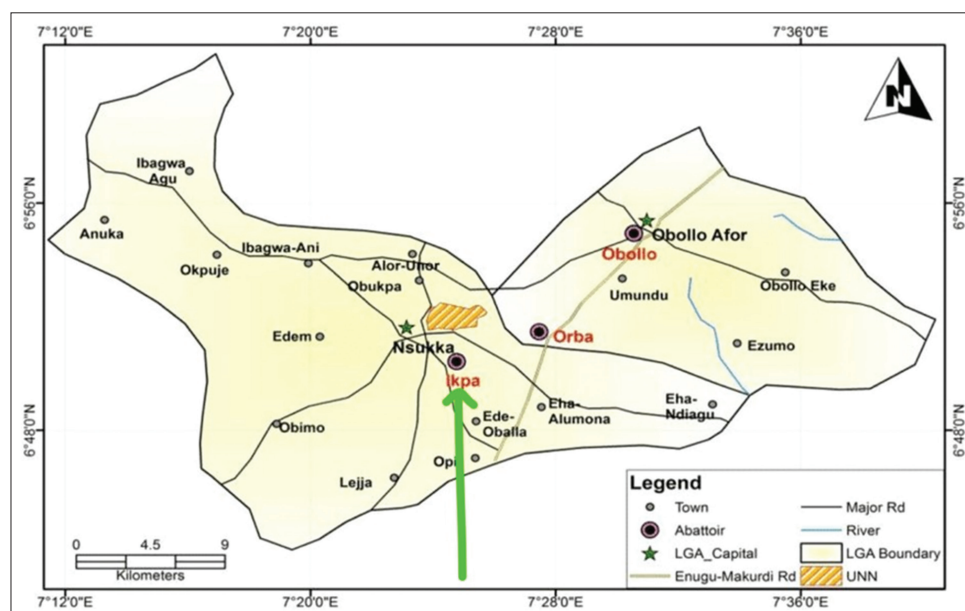 7°12'0"E 7°20'0"E 7°28'0"E 7°36'0"E
N
6°56'0"N 6°56'0"N
Ibagwa
Agu
Anuka
Okpuje
Ibagwa-Ani
Alor-Unor
Obukpa
Obollo Afor
Obollo
Umundu
Obollo Eke
Edem
Nsukka
Orba
Ezumo
Ikpa
Ede-
Oballa
Eha-
Alumona
Eha-
Ndiagu
6°48'0"N 6°48'0"N
Obimo
Opi
Lejja
Legend
Town
Major Rd
Abattoir
River
LGA_Capital
LGA Boundary
Enugu-Makurdi Rd
UNN
0 4.5 9
Kilometers
7°12'0"E 7°20'0"E 7°28'0"E 7°36'0"E